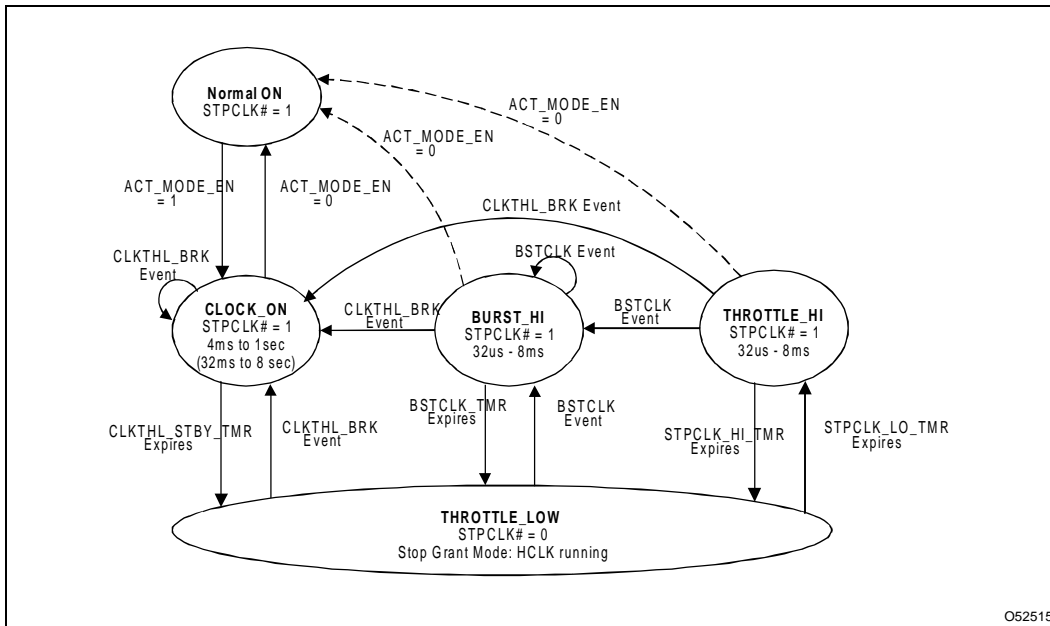 Normal ON
STPCLK# = 1
ACT_MODE_EN
= 0
ACT_MODE_EN
= 0
ACT_MODE_EN
= 1
ACT_MODE_EN
= 0
CLKTHL_BRK Event
CLKTHL_BRK
Event
BSTCLK Event
CLOCK_ON
STPCLK# = 1
4ms to 1sec
(32ms to 8 sec)
CLKTHL_BRK
Event
BURST_HI
STPCLK# = 1
32us - 8ms
BSTCLK
Event
THROTTLE_HI
STPCLK# = 1
32us - 8ms
CLKTHL_STBY_TMR
Expires
CLKTHL_BRK
Event
BSTCLK_TMR
Expires
BSTCLK
Event
STPCLK_HI_TMR
Expires
STPCLK_LO_TMR
Expires
THROTTLE_LOW
STPCLK# = 0
Stop Grant Mode: HCLK running
O52515